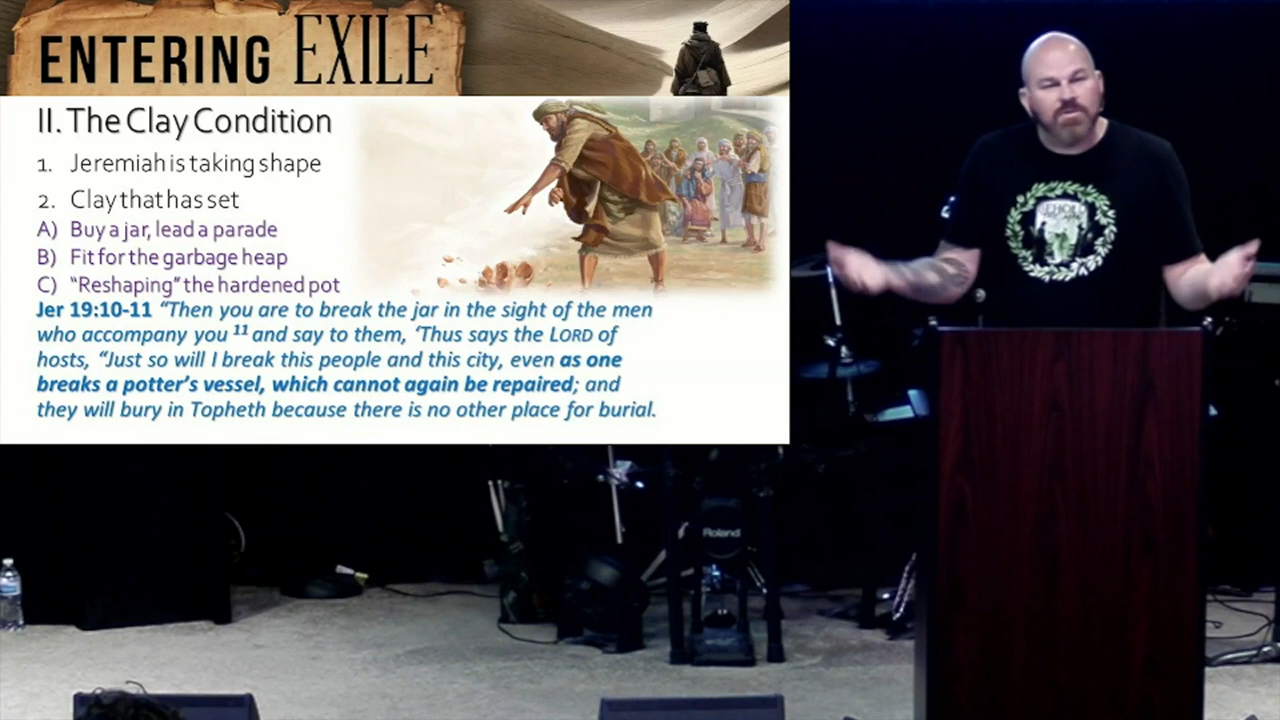 ENTERING EXILE
II. The Clay Condition
1. Jeremiah is taking shape
2. Clay that has set
A) Buy a jar, lead a parade
B) Fit for the garbage heap
C) “Reshaping” the hardened pot
Jer 19:10-11 “Then you are to break the jar in the sight of the men
who accompany you 11 and say to them, ‘Thus says the LORD of
hosts, “Just so will I break this people and this city, even as one
breaks a potter’s vessel, which cannot again be repaired; and
they will bury in Topheth because there is no other place for burial.
Roland